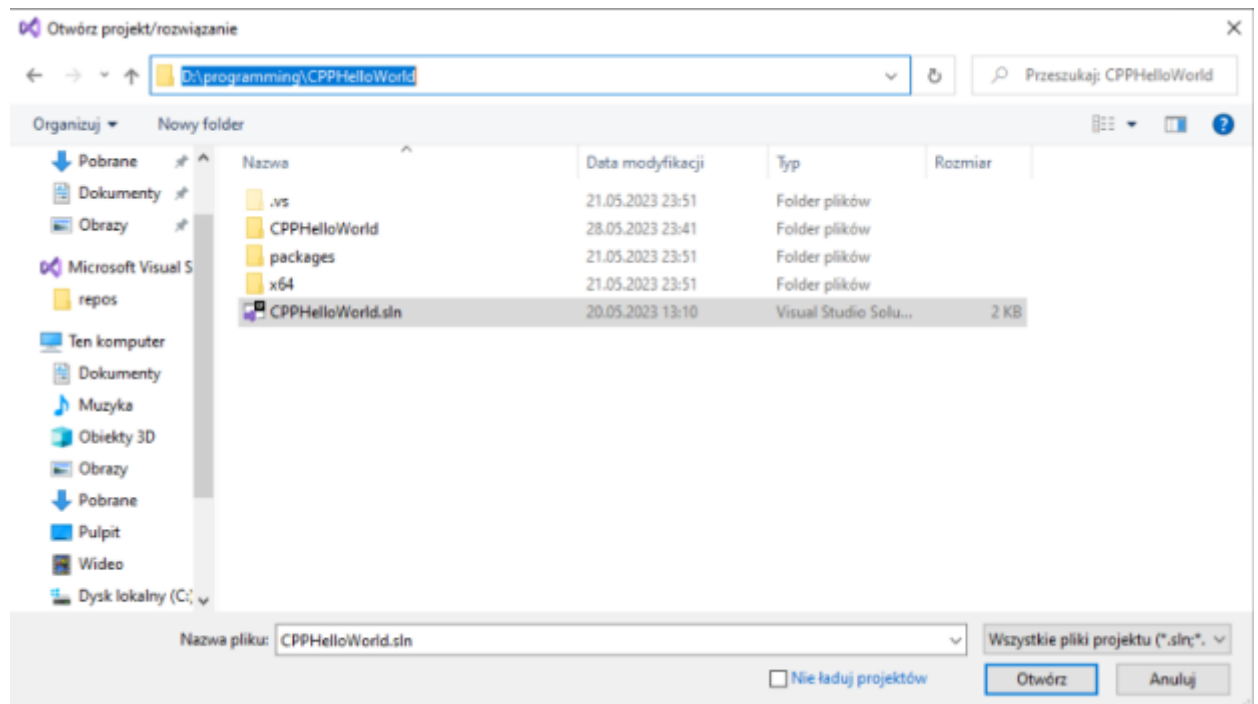 Otwórz projekt/rozwiązanie
D:\programming\CPPHelloWorld
Przeszukaj: CPPHelloWorld
Organizuj
Nowy folder
Pobrane
Dokumenty
Obrazy
Microsoft Visual S
repos
Ten komputer
Dokumenty
Muzyka
Obiekty 3D
Obrazy
Pobrane
Pulpit
Wideo
Dysk lokalny (C:
Nazwa Data modyfikacji Typ Rozmiar
.vs 21.05.2023 23:51 Folder plików
CPPHelloWorld 28.05.2023 23:41 Folder plików
packages 21.05.2023 23:51 Folder plików
x64 21.05.2023 23:51 Folder plików
CPPHelloWorld.sln 20.05.2023 13:10 Visual Studio Solu... 2 KB
Nazwa pliku: CPPHelloWorld.sln
Wszystkie pliki projektu (*.sln;*.
Nie ładuj projektów
Otwórz
Anuluj